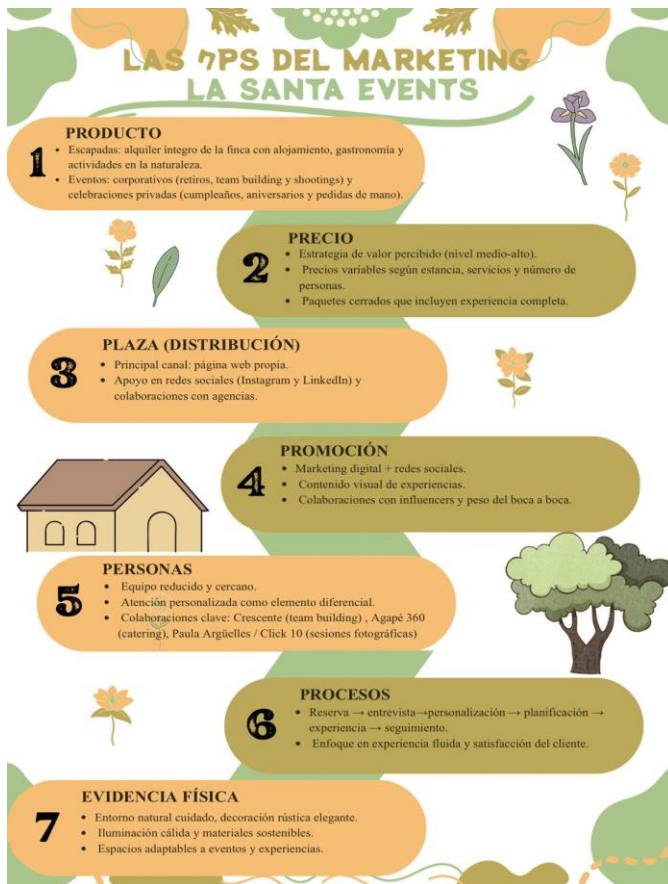 LAS 7PS DEL MARKETING
LA SANTA EVENTS
1
PRODUCTO
• Escapadas: alquiler íntegro de la finca con alojamiento, gastronomía y
actividades en la naturaleza.
• Eventos: corporativos (retiros, team building y shootings) y
celebraciones privadas (cumpleaños, aniversarios y pedidas de mano).
2
PRECIO
• Estrategia de valor percibido (nivel medio-alto).
• Precios variables según estancia, servicios y número de
personas.
• Paquetes cerrados que incluyen experiencia completa.
3
PLAZA (DISTRIBUCIÓN)
• Principal canal: página web propia.
• Apoyo en redes sociales (Instagram y LinkedIn) y
colaboraciones con agencias.
4
PROMOCIÓN
• Marketing digital + redes sociales.
• Contenido visual de experiencias.
• Colaboraciones con influencers y peso del boca a boca.
5
PERSONAS
• Equipo reducido y cercano.
• Atención personalizada como elemento diferencial.
• Colaboraciones clave: Crescente (team building) , Agapé 360
(catering), Paula Argüelles / Click 10 (sesiones fotográficas)
6
PROCESOS
• Reserva → entrevista→personalización → planificación →
experiencia → seguimiento.
• Enfoque en experiencia fluida y satisfacción del cliente.
7
EVIDENCIA FÍSICA
• Entorno natural cuidado, decoración rústica elegante.
• Iluminación cálida y materiales sostenibles.
• Espacios adaptables a eventos y experiencias.